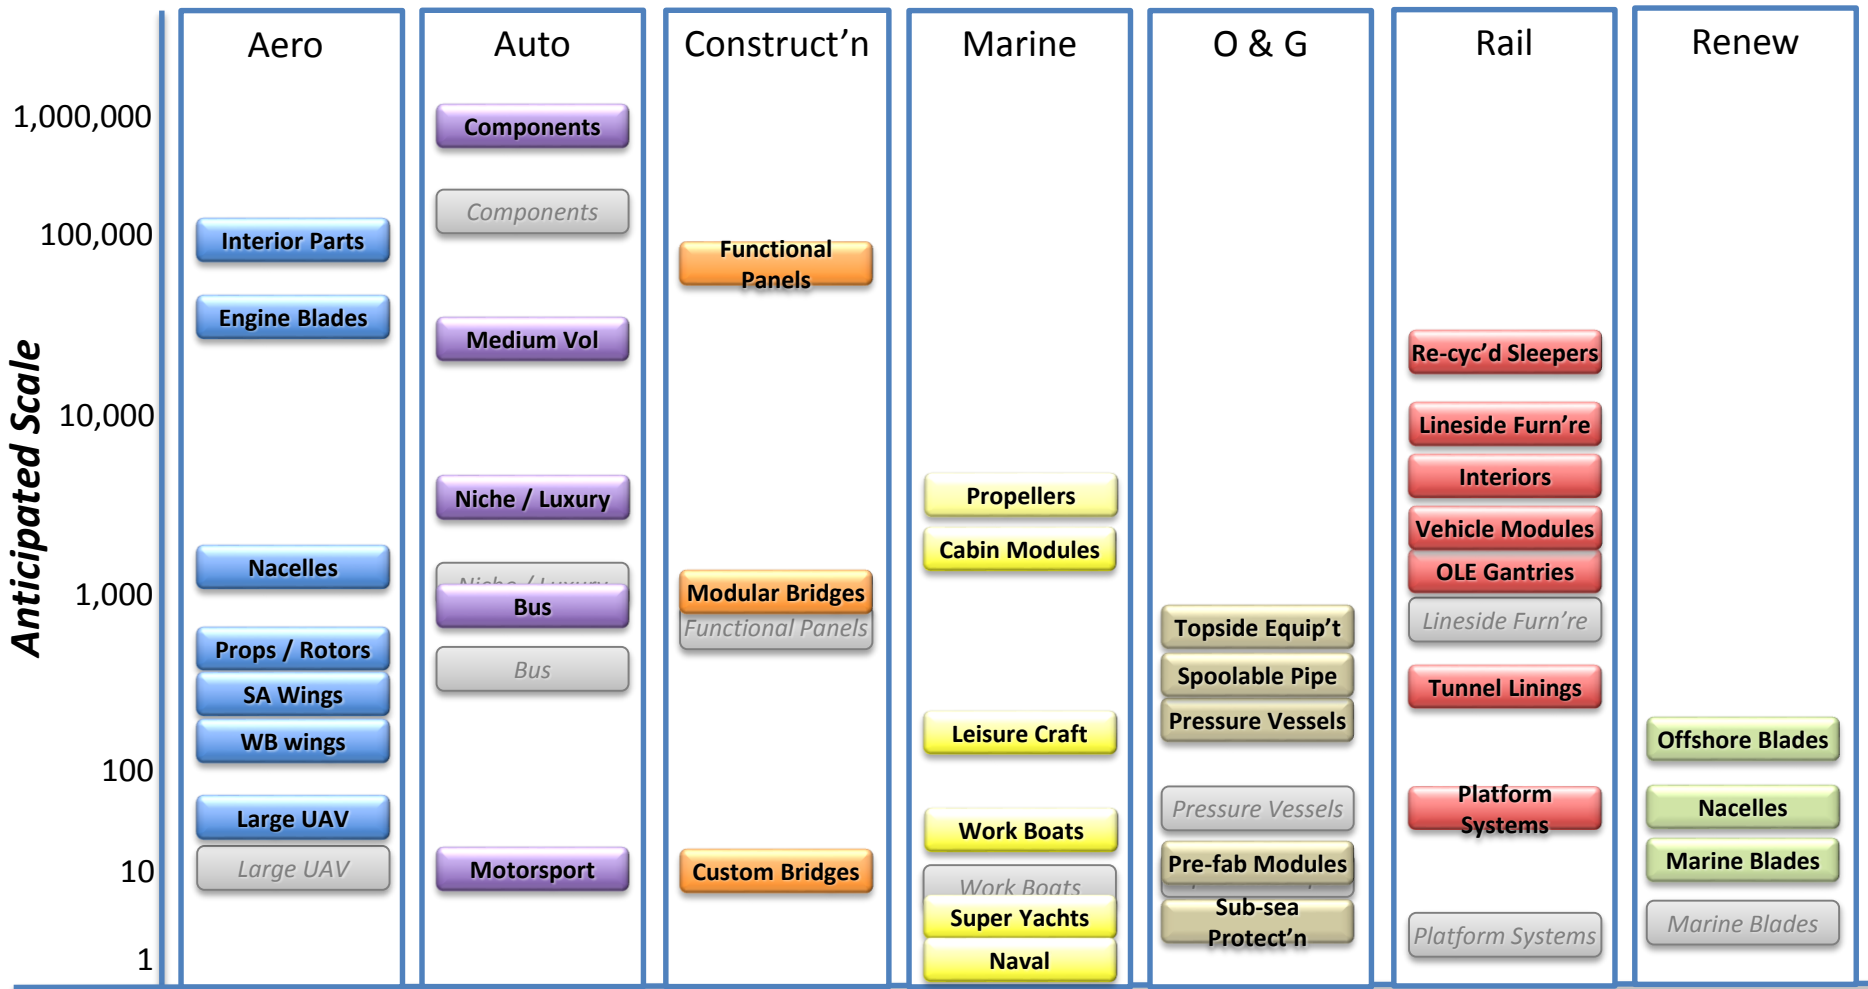 Aero
Auto
Construct'n
Marine
O & G
Rail
Renew
Anticipated Scale
1,000,000
100,000
10,000
1,000
100
10
1
Interior Parts
Engine Blades
Nacelles
Props / Rotors
SA Wings
WB wings
Large UAV
Large UAV
Components
Components
Medium Vol
Niche / Luxury
Niche / Luxury
Bus
Bus
Motorsport
Functional
Panels
Modular Bridges
Functional Panels
Custom Bridges
Propellers
Cabin Modules
Leisure Craft
Work Boats
Work Boats
Super Yachts
Naval
Topside Equip't
Spoolable Pipe
Pressure Vessels
Pressure Vessels
Pre-fab Modules
Sub-sea
Protect'n
Re-cyc'd Sleepers
Lineside Furn're
Interiors
Vehicle Modules
OLE Gantries
Lineside Furn're
Tunnel Linings
Platform
Systems
Platform Systems
Offshore Blades
Nacelles
Marine Blades
Marine Blades